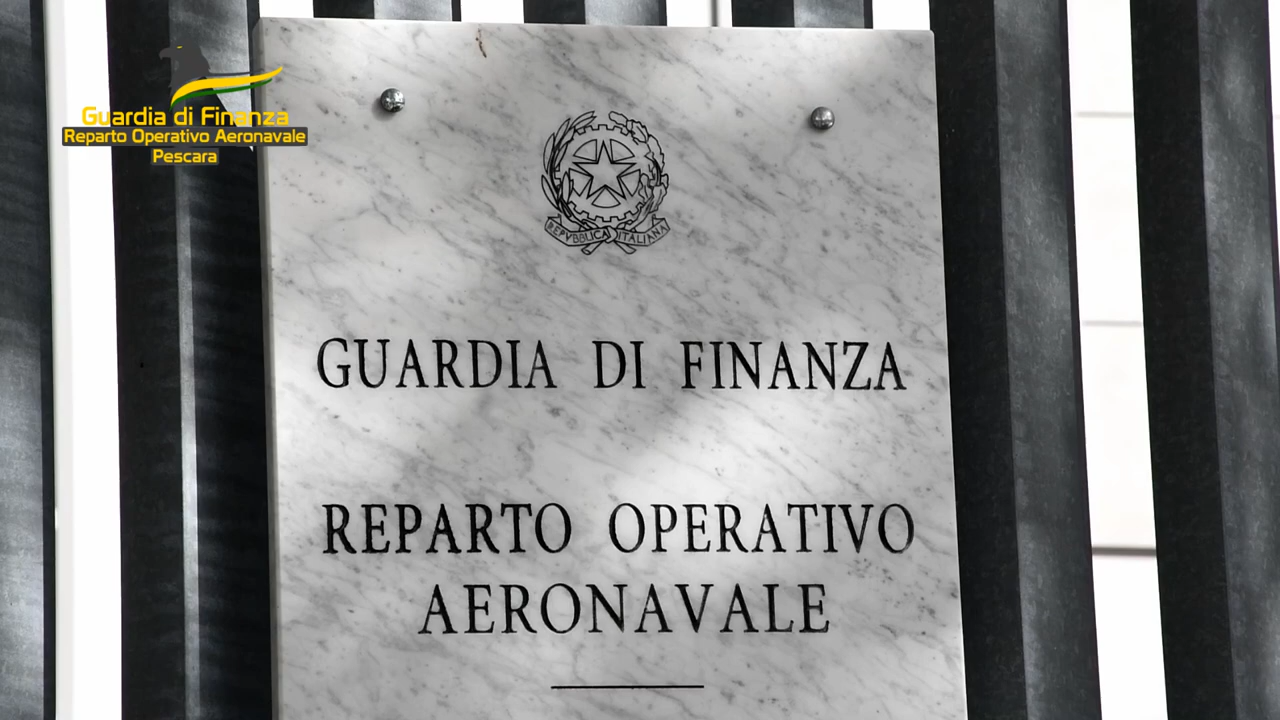 Guardia di Finanza
Reparto Operativo Aeronavale
Pescara
REPVBBLICA ITALIANA
GUARDIA DI FINANZA
REPARTO OPERATIVO
AERONAVALE